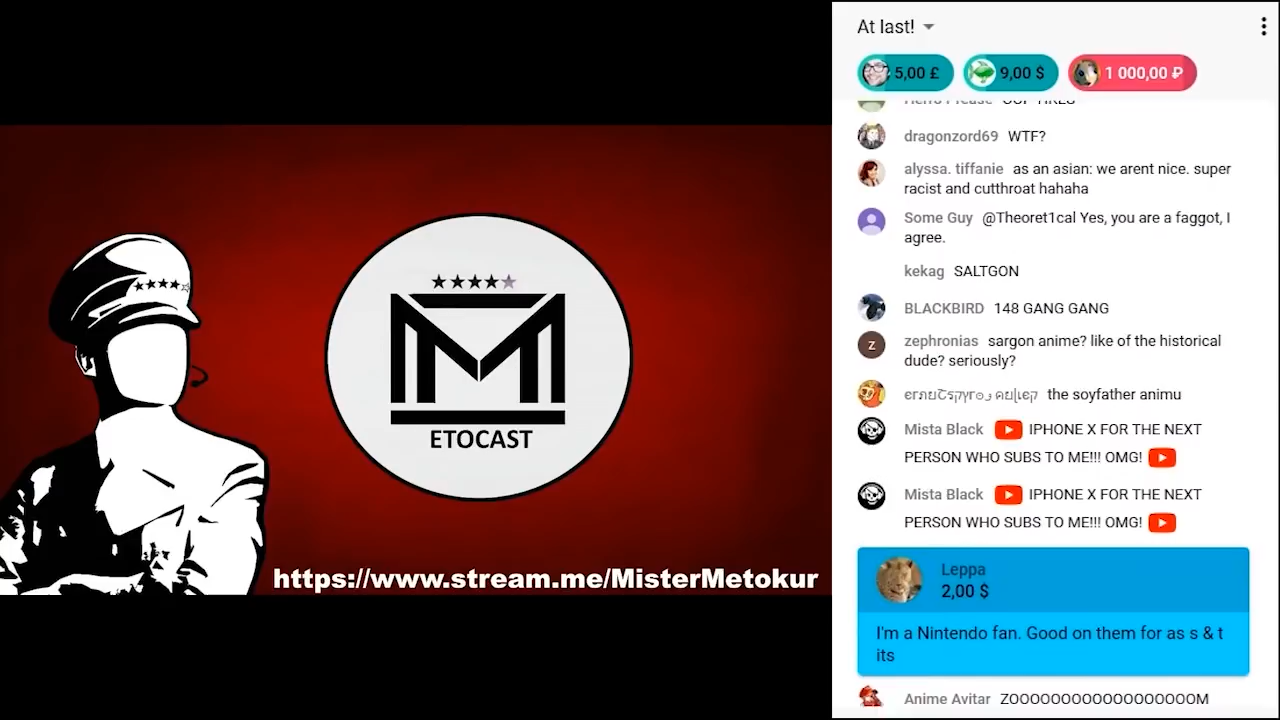 At last!
5,00 £ 9,00 $ 1 000,00 ₽
dragonzord69 WTF?
alyssa. tiffanie as an asian: we arent nice. super
racist and cutthroat hahaha
Some Guy @Theoret1cal Yes, you are a faggot, I
agree.
kekag SALTGON
BLACKBIRD 148 GANG GANG
Z
zephronias sargon anime? like of the historical
dude? seriously?
the soyfather animu
Mista Black IPHONE X FOR THE NEXT
PERSON WHO SUBS TO ME!!! OMG!
Mista Black IPHONE X FOR THE NEXT
PERSON WHO SUBS TO ME!!! OMG!
Leppa
2,00 $
I'm a Nintendo fan. Good on them for as s & t
its
Anime Avitar ZOOOOOOOOOOOOOOOOOOM
M
ETOCAST
https://www.stream.me/MisterMetokur